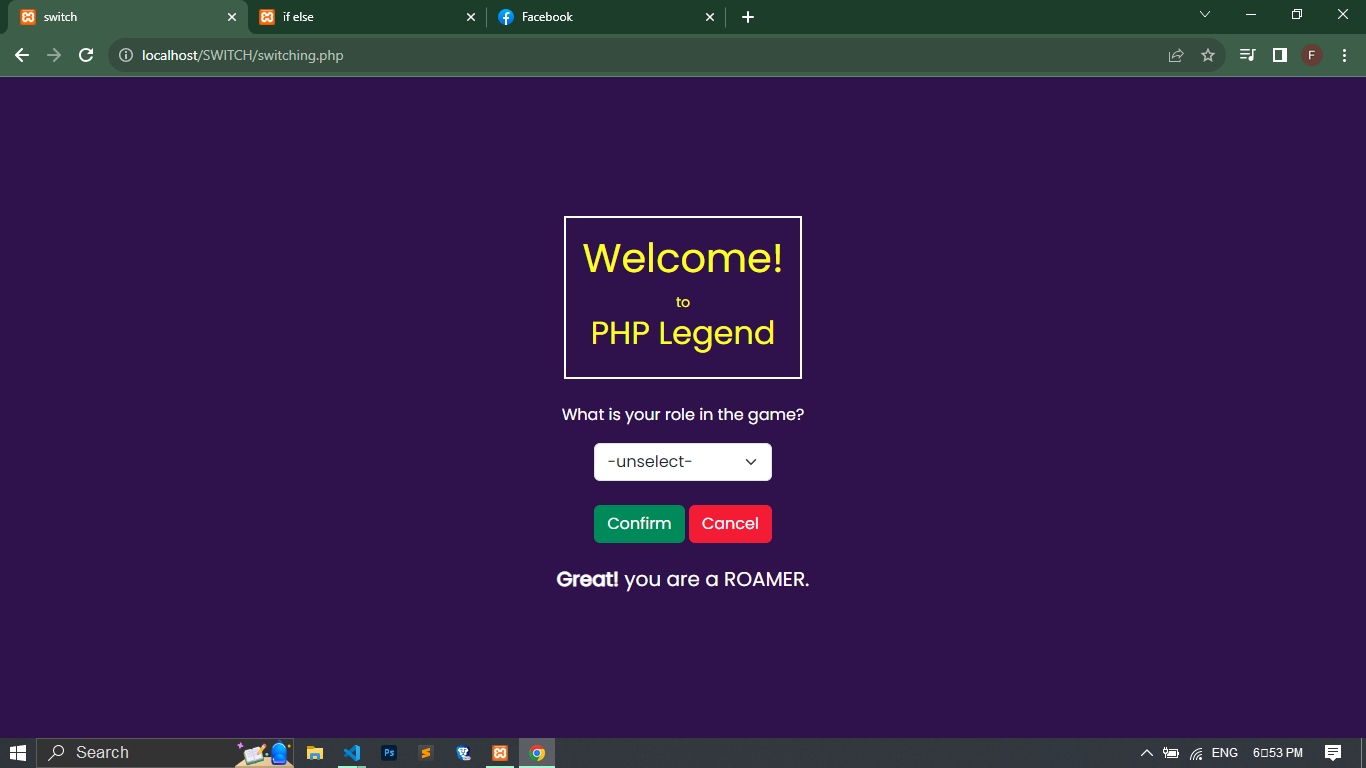 switch
if else
Facebook
localhost/SWITCH/switching.php
F
Welcome!
to
PHP Legend
What is your role in the game?
-unselect-
Confirm Cancel
Great! you are a ROAMER.
Search
Ps
ENG
6▯53 PM